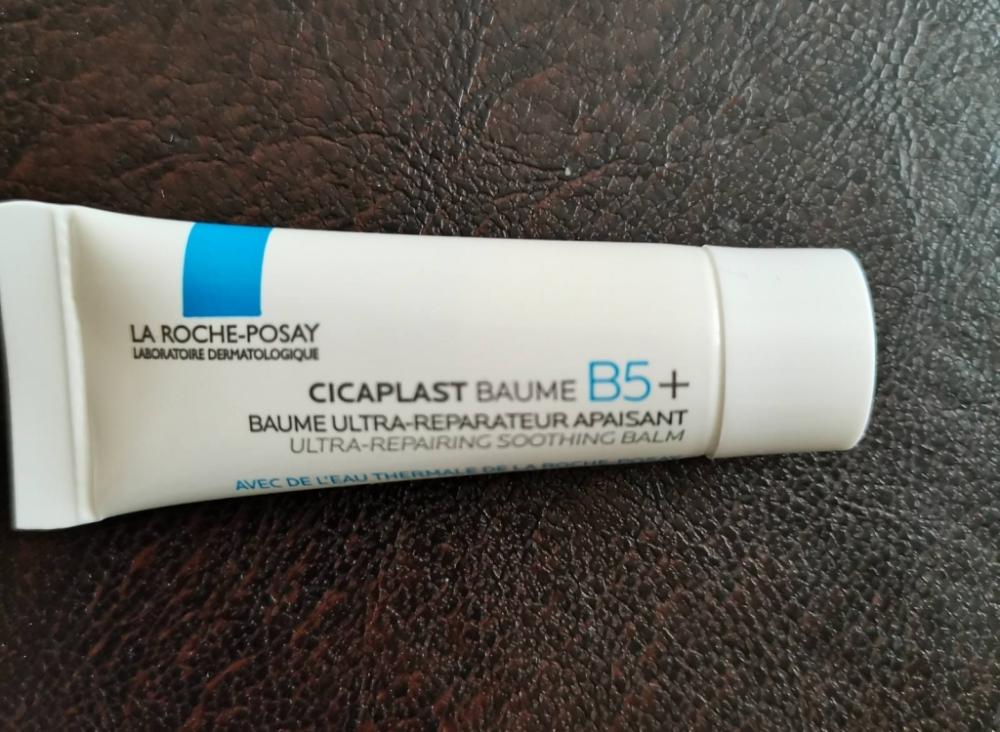 LA ROCHE-POSAY
LABORATOIRE DERMATOLOGIQUE
CICAPLAST BAUME B5+
BAUME ULTRA-REPARATEUR APAISANT
ULTRA-REPAIRING SOOTHING BALM
AVEC DE L'EAU THERMALE DE LA ROCHE-POSAY